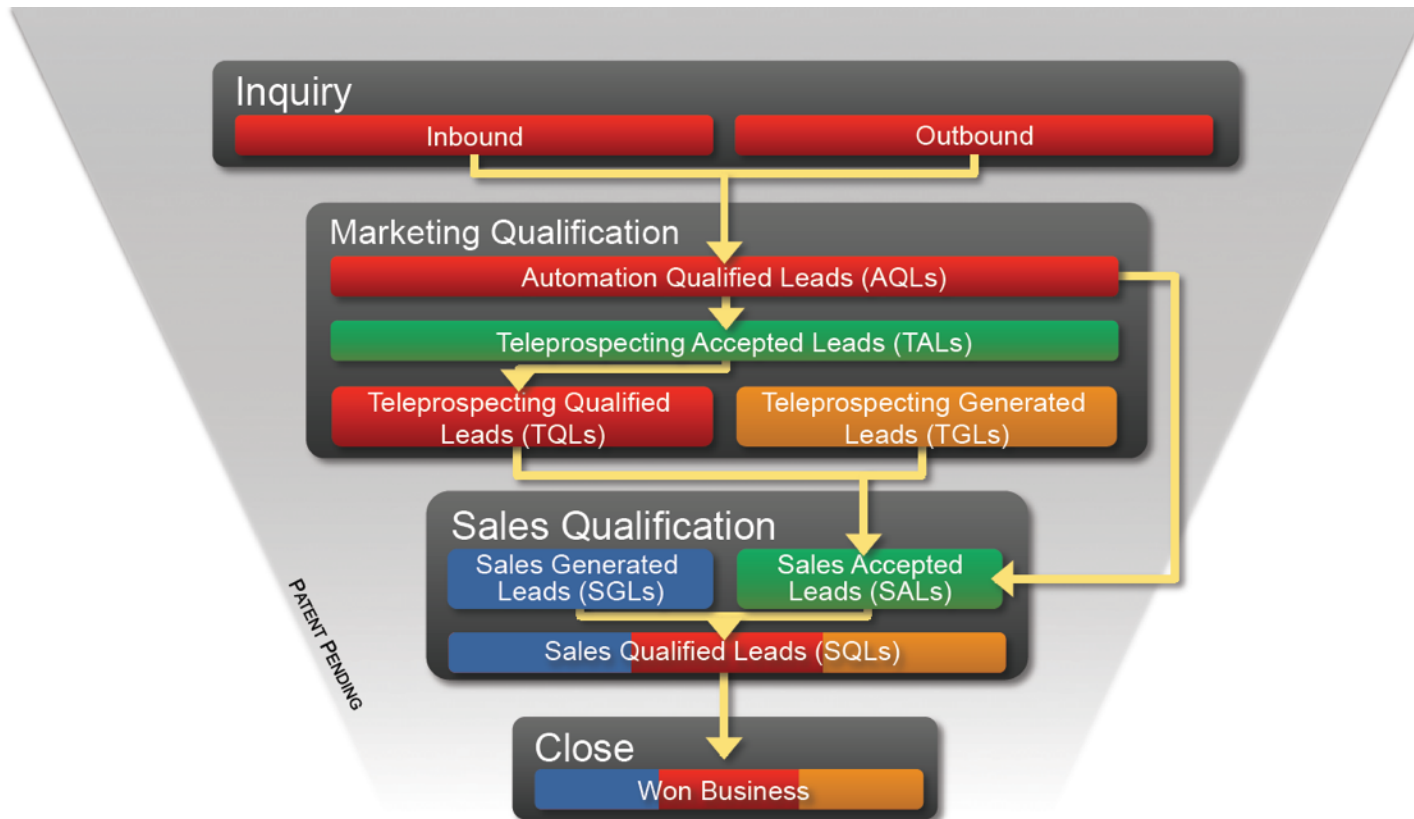 Inquiry
Inbound
Outbound
Marketing Qualification
Automation Qualified Leads (AQLs)
Teleprospecting Accepted Leads (TALs)
Teleprospecting Qualified
Leads (TQLs)
Teleprospecting Generated
Leads (TGLs)
Sales Qualification
Sales Generated
Leads (SGLs)
Sales Accepted
Leads (SALs)
Sales Qualified Leads (SQLs)
PATENT PENDING
Close
Won Business